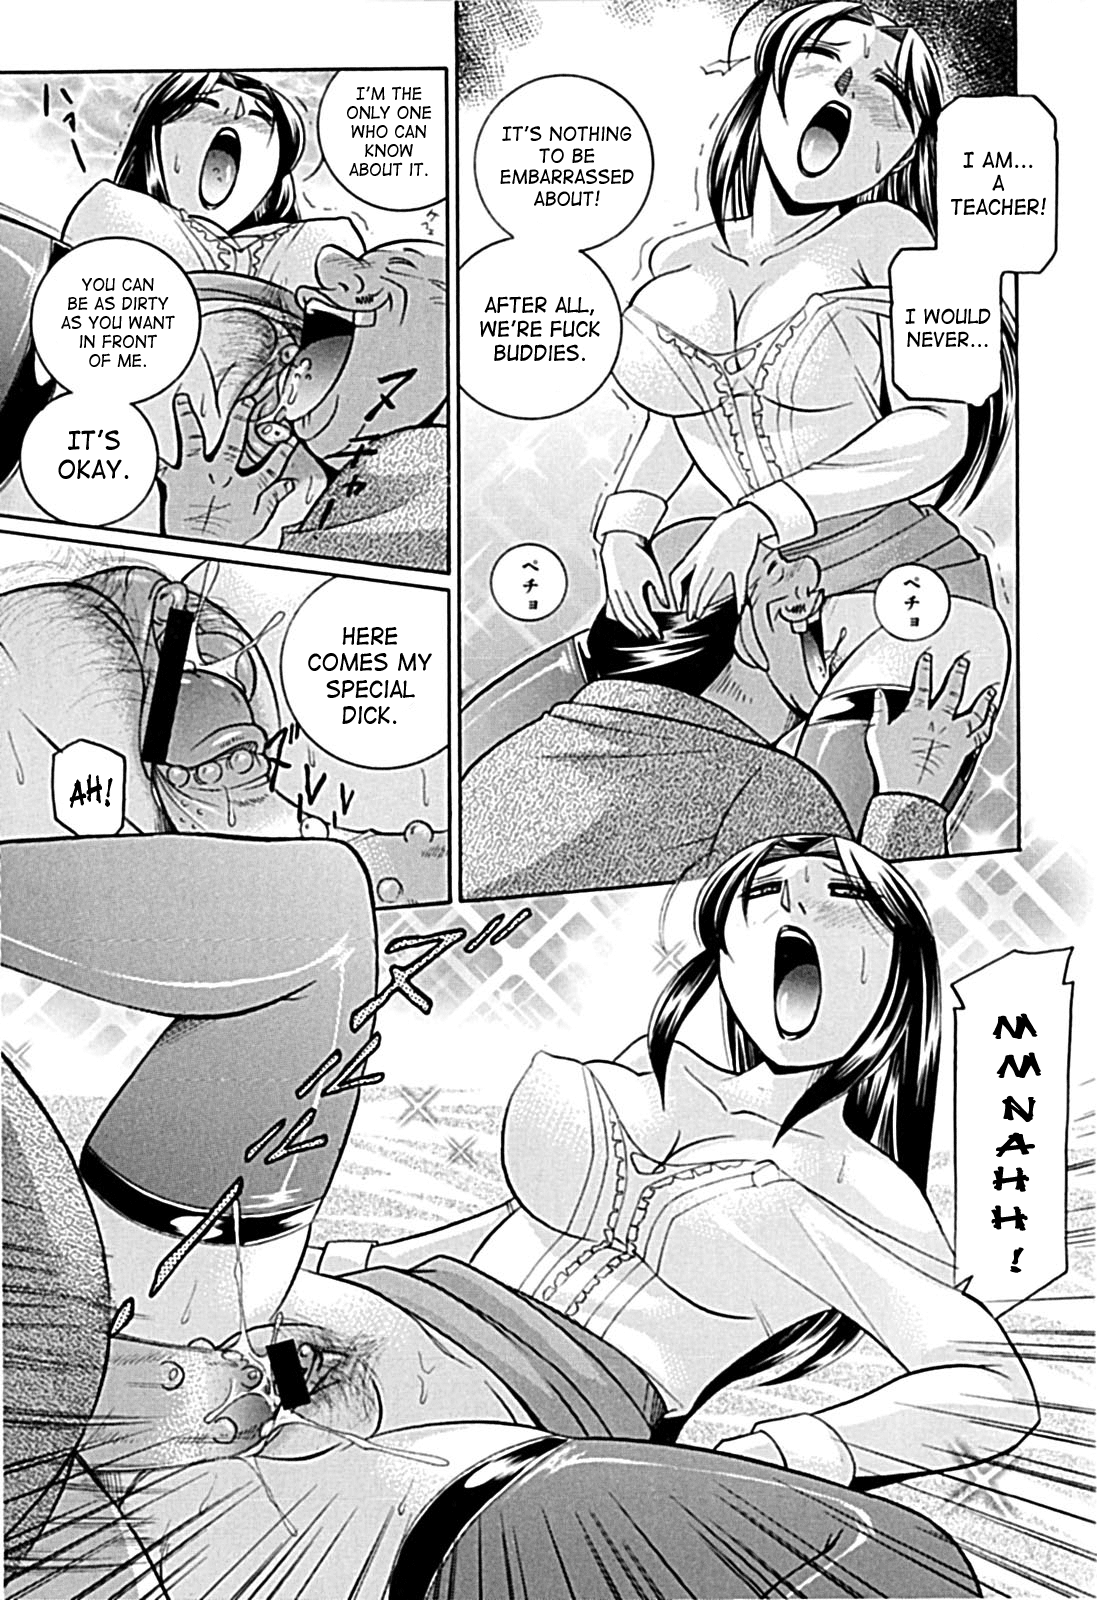 I AM...
A
TEACHER!
I WOULD
NEVER...
IT'S NOTHING
TO BE
EMBARRASSED
ABOUT!
AFTER ALL,
WE'RE FUCK
BUDDIES.
ペチョ
ペチョ
I'M THE
ONLY ONE
WHO CAN
KNOW
ABOUT IT.
YOU CAN
BE AS DIRTY
AS YOU WANT
IN FRONT
OF ME.
IT'S
OKAY.
HERE
COMES MY
SPECIAL
DICK.
AH!
MMNAHH!